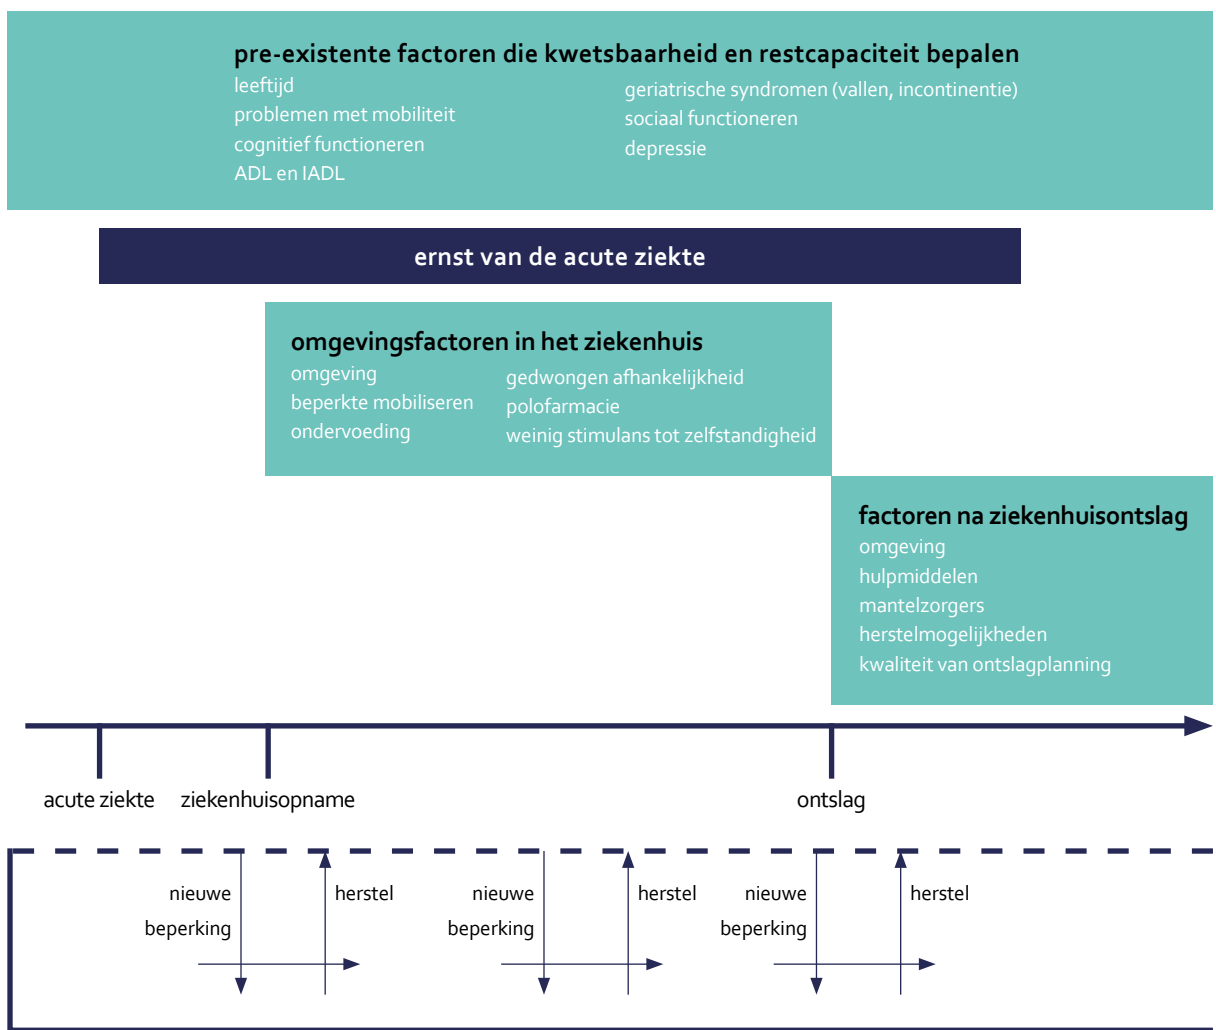 pre-existente factoren die kwetsbaarheid en restcapaciteit bepalen
leeftijd
problemen met mobiliteit
cognitief functioneren
ADL en IADL
geriatrische syndromen (vallen, incontinentie)
sociaal functioneren
depressie
ernst van de acute ziekte
omgevingsfactoren in het ziekenhuis
omgeving
beperkte mobiliseren
ondervoeding
gedwongen afhankelijkheid
polofarmacie
weinig stimulans tot zelfstandigheid
factoren na ziekenhuisontslag
omgeving
hulpmiddelen
mantelzorgers
herstelmogelijkheden
kwaliteit van ontslagplanning
acute ziekte
ziekenhuisopname
ontslag
nieuwe
beperking
herstel
nieuwe
beperking
herstel
nieuwe
beperking
herstel